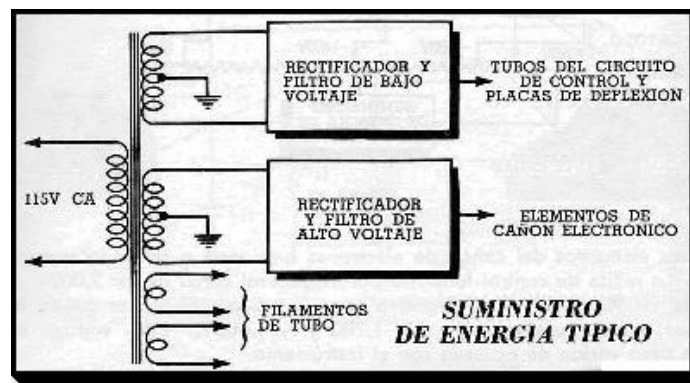 RECTIFICADOR Y
FILTRO DE BAJO
VOLTAJE
TUBOS DEL CIRCUITO
DE CONTROL Y
PLACAS DE DEFLEXION
115V CA
RECTIFICADOR
Y FILTRO DE
ALTO VOLTAJE
ELEMENTOS DE
CAÑON ELECTRONICO
FILAMENTOS
DE TUBO
SUMINISTRO
DE ENERGIA TIPICO